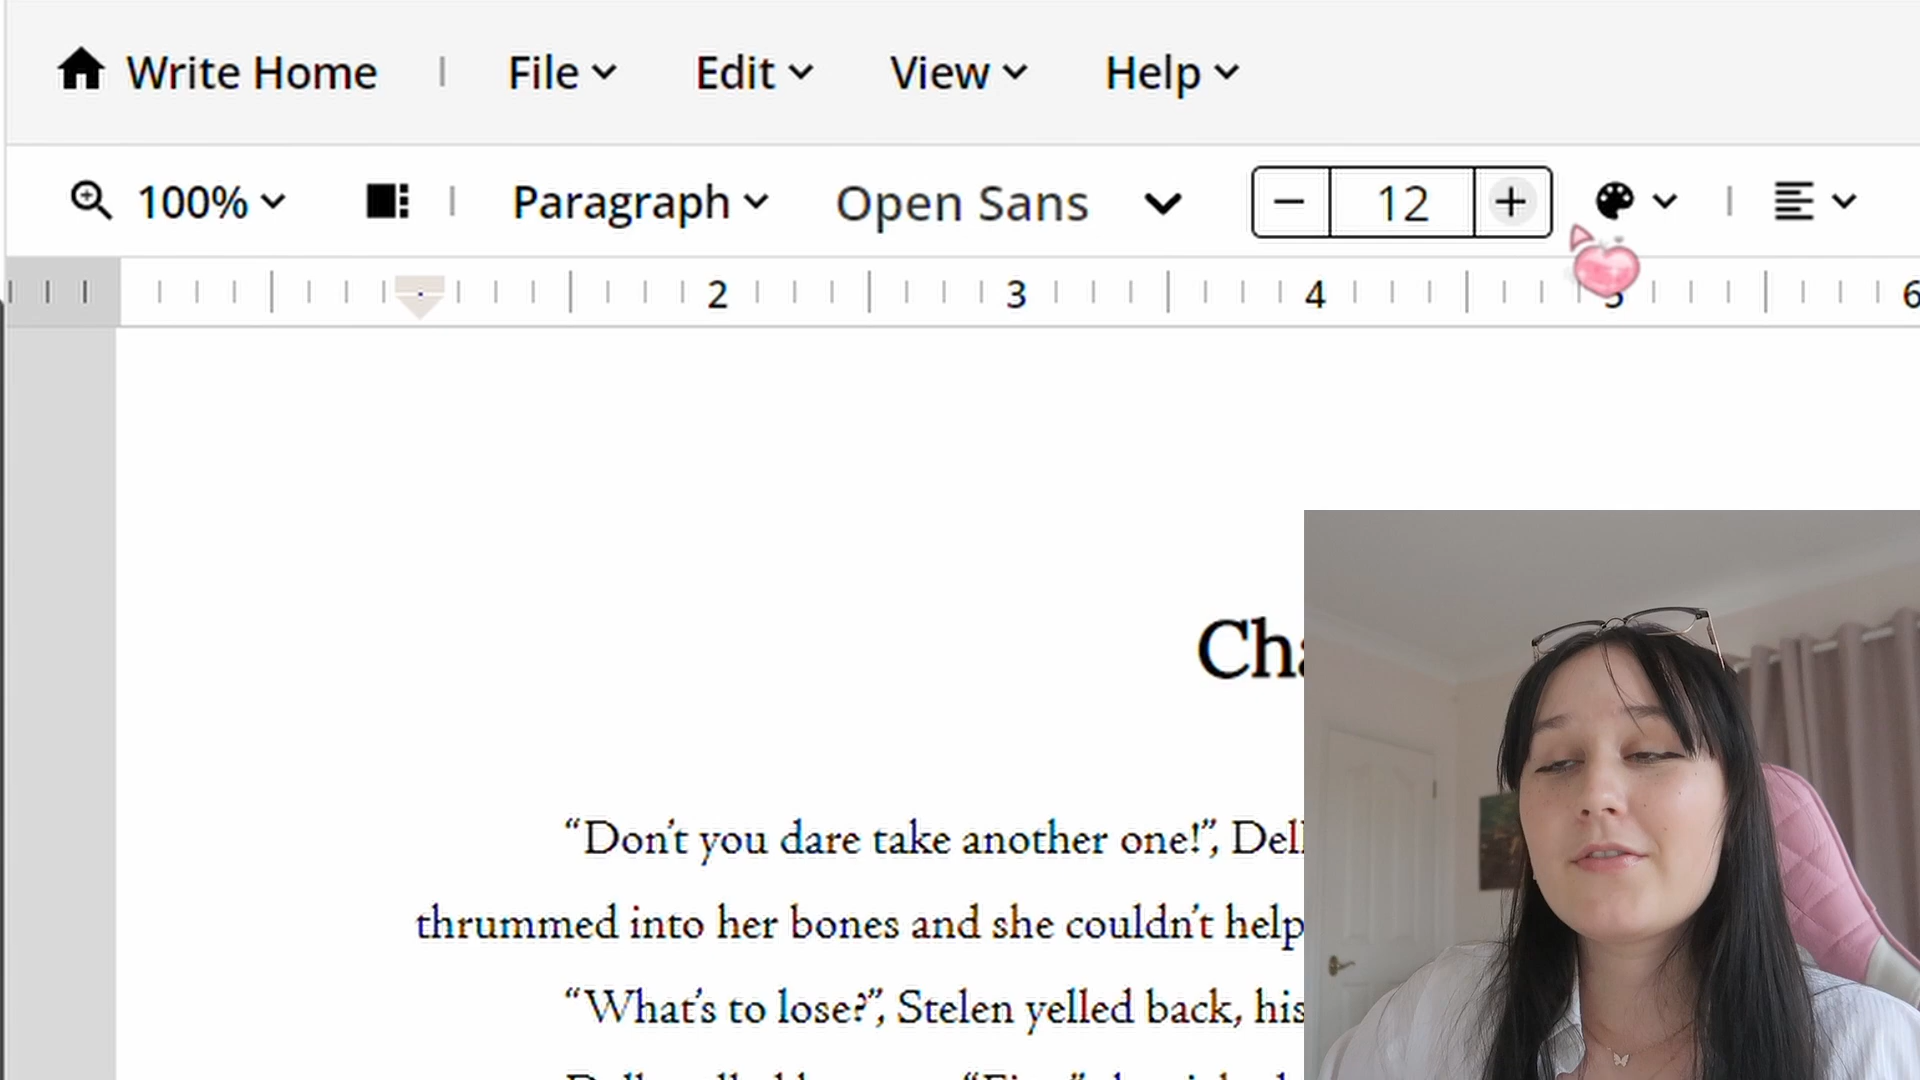 Write Home File Edit View Help
100% Paragraph Open Sans − 12 +
2 3 4 5 6
“Don’t you dare take another one!”,
thrummed into her bones and she couldn’t help
“What’s to lose?”, Stelen yelled back, his